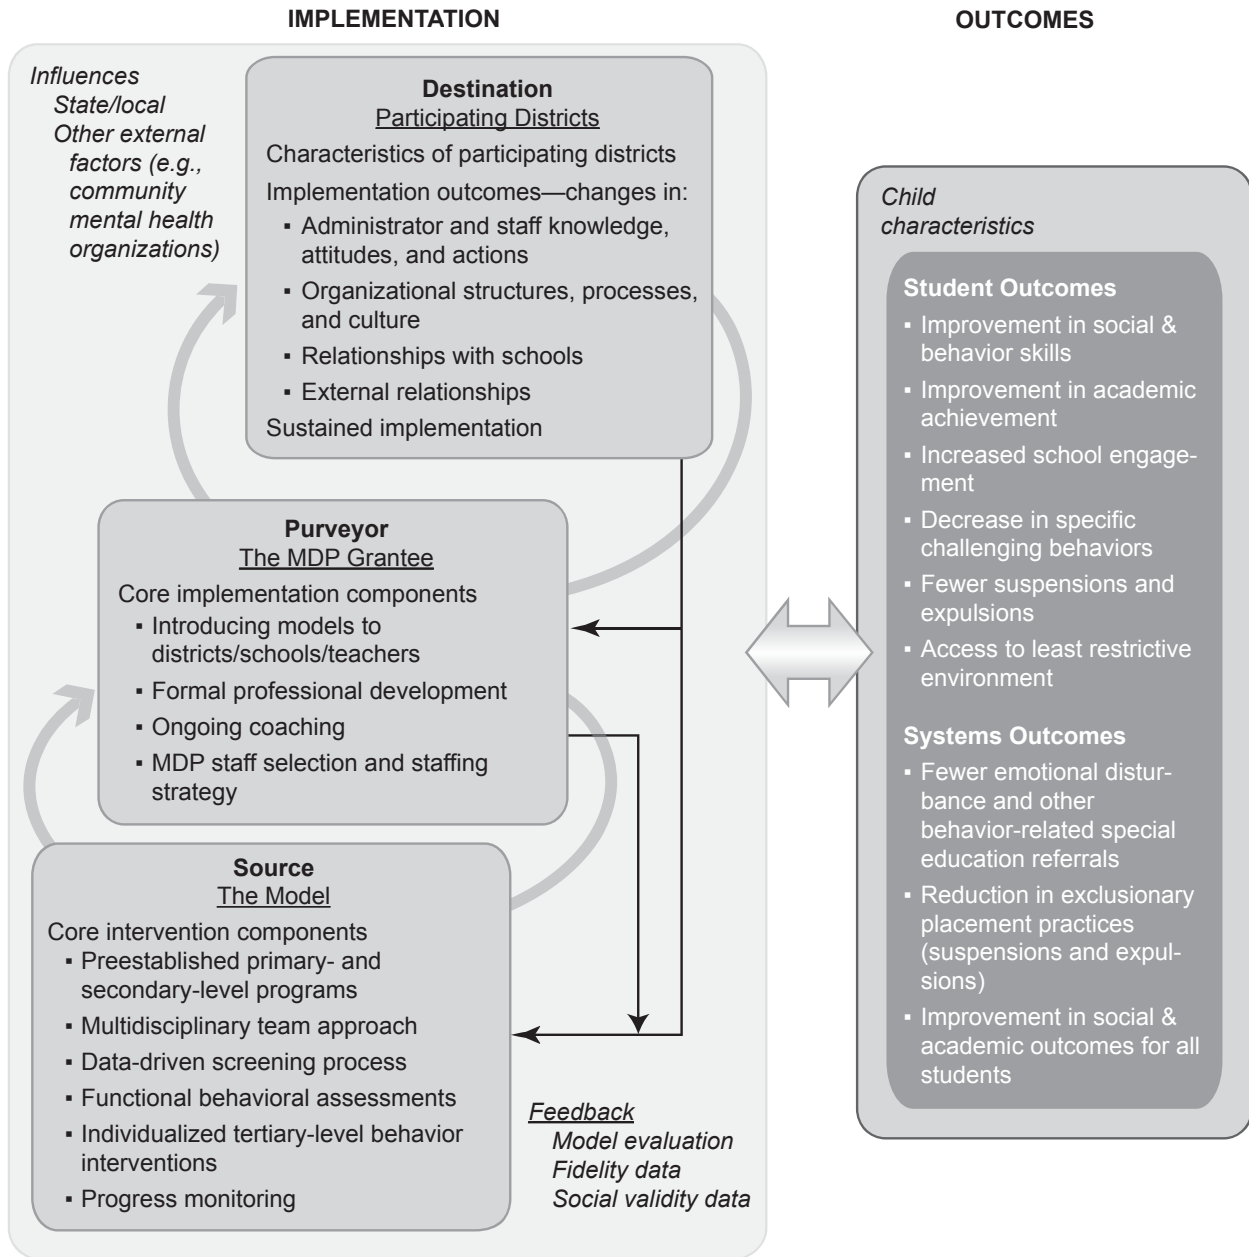 IMPLEMENTATION
OUTCOMES
Influences
State/local
Other external
factors (e.g.,
community
mental health
organizations)
Destination
Participating Districts
Characteristics of participating districts
Implementation outcomes—changes in:
▪ Administrator and staff knowledge,
attitudes, and actions
▪ Organizational structures, processes,
and culture
▪ Relationships with schools
▪ External relationships
Sustained implementation
Purveyor
The MDP Grantee
Core implementation components
▪ Introducing models to
districts/schools/teachers
▪ Formal professional development
▪ Ongoing coaching
▪ MDP staff selection and staffing
strategy
Source
The Model
Core intervention components
▪ Preestablished primary- and
secondary-level programs
▪ Multidisciplinary team approach
▪ Data-driven screening process
▪ Functional behavioral assessments
▪ Individualized tertiary-level behavior
interventions
▪ Progress monitoring
Feedback
Model evaluation
Fidelity data
Social validity data
Child
characteristics
Student Outcomes
▪ Improvement in social &
behavior skills
▪ Improvement in academic
achievement
▪ Increased school engage-
ment
▪ Decrease in specific
challenging behaviors
▪ Fewer suspensions and
expulsions
▪ Access to least restrictive
environment
Systems Outcomes
▪ Fewer emotional distur-
bance and other
behavior-related special
education referrals
▪ Reduction in exclusionary
placement practices
(suspensions and expul-
sions)
▪ Improvement in social &
academic outcomes for all
students